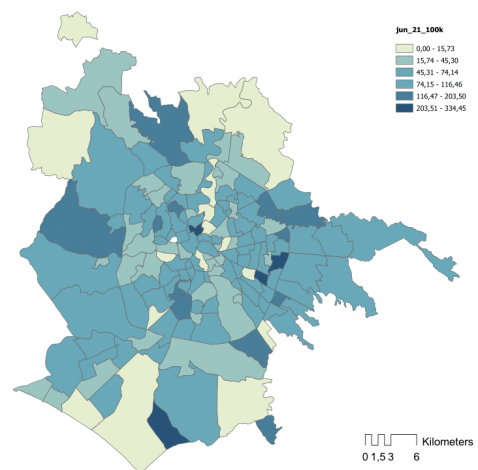 jun_21_100k
0,00 - 15,73
15,74 - 45,30
45,31 - 74,14
74,15 - 116,46
116,47 - 203,50
203,51 - 334,45
Kilometers
0 1,5 3 6